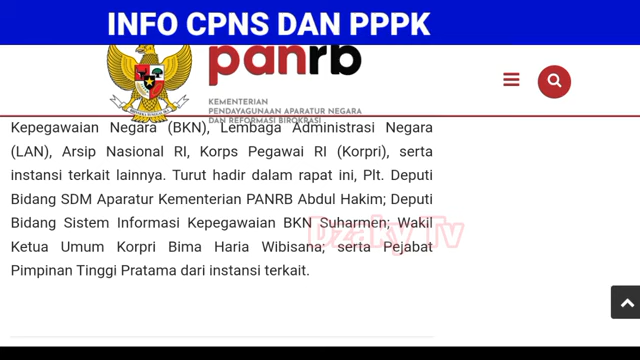 INFO CPNS DAN PPPK
panrb
KEMENTERIAN
PENDAYAGUNAAN APARATUR NEGARA
DAN REFORMASI BIROKRASI
Kepegawaian Negara (BKN), Lembaga Administrasi Negara
(LAN), Arsip Nasional RI, Korps Pegawai RI (Korpri), serta
instansi terkait lainnya. Turut hadir dalam rapat ini, Plt. Deputi
Bidang SDM Aparatur Kementerian PANRB Abdul Hakim; Deputi
Bidang Sistem Informasi Kepegawaian BKN Suharmen; Wakil
Ketua Umum Korpri Bima Haria Wibisana; serta Pejabat
Pimpinan Tinggi Pratama dari instansi terkait.
Dzaky Tv